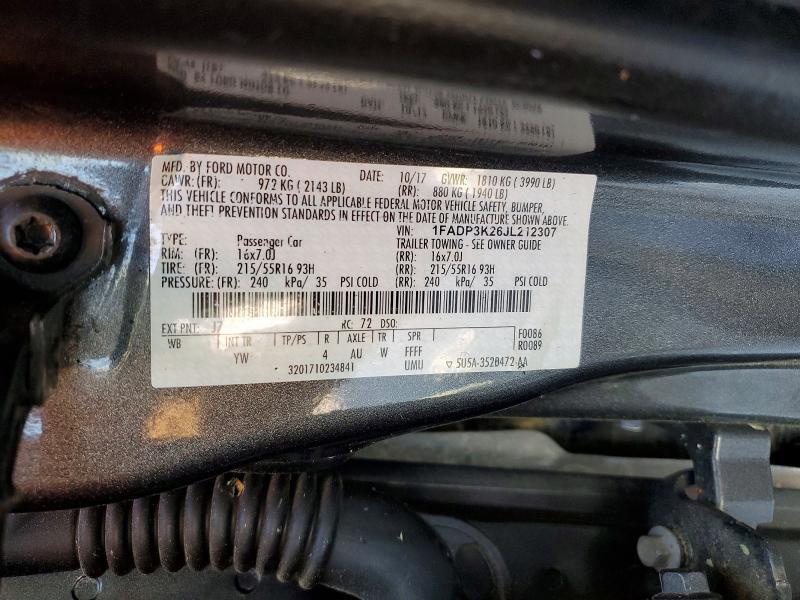 MFD. BY FORD MOTOR CO. DATE: 10/17 GVWR: 1810 KG ( 3990 LB)
GAWR: (FR): 972 KG ( 2143 LB) (RR): 880 KG ( 1940 LB)
THIS VEHICLE CONFORMS TO ALL APPLICABLE FEDERAL MOTOR VEHICLE SAFETY, BUMPER,
AND THEFT PREVENTION STANDARDS IN EFFECT ON THE DATE OF MANUFACTURE SHOWN ABOVE.
VIN: 1FADP3K26JL212307
TYPE: Passenger Car TRAILER TOWING - SEE OWNER GUIDE
RIM: (FR) 16x7.0J (RR): 16x7.0J
TIRE: (FR) 215/55R16 93H (RR): 215/55R16 93H
PRESSURE: (FR): 240 kPa/ 35 PSI COLD (RR): 240 kPa/ 35 PSI COLD
EXT PNT: J7 RC: 72 DSO: F0086
WB INT TR TP/PS R AXLE TR SPR R0089
YW 4 AU W FFFF
3201710234841 UMU ▽ 5U5A-3520472-AA